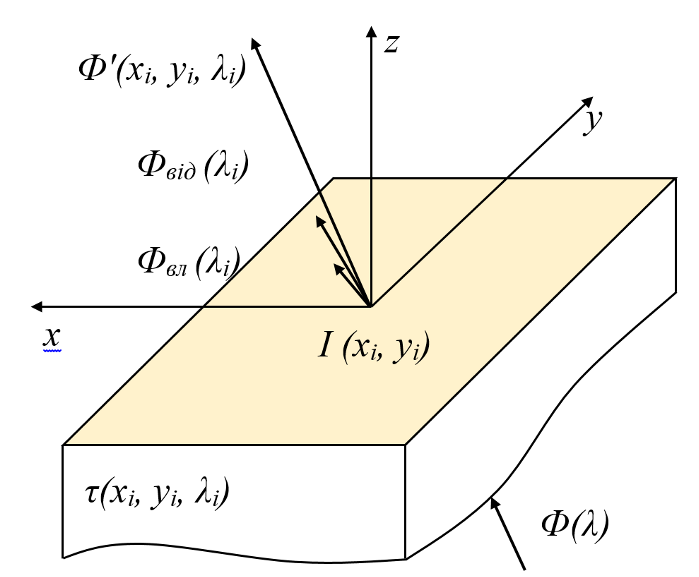 z
Φ'(xᵢ, yᵢ, λᵢ)
y
Φвід (λᵢ)
Φвл (λᵢ)
x
I (xᵢ, yᵢ)
τ(xᵢ, yᵢ, λᵢ)
Φ(λ)